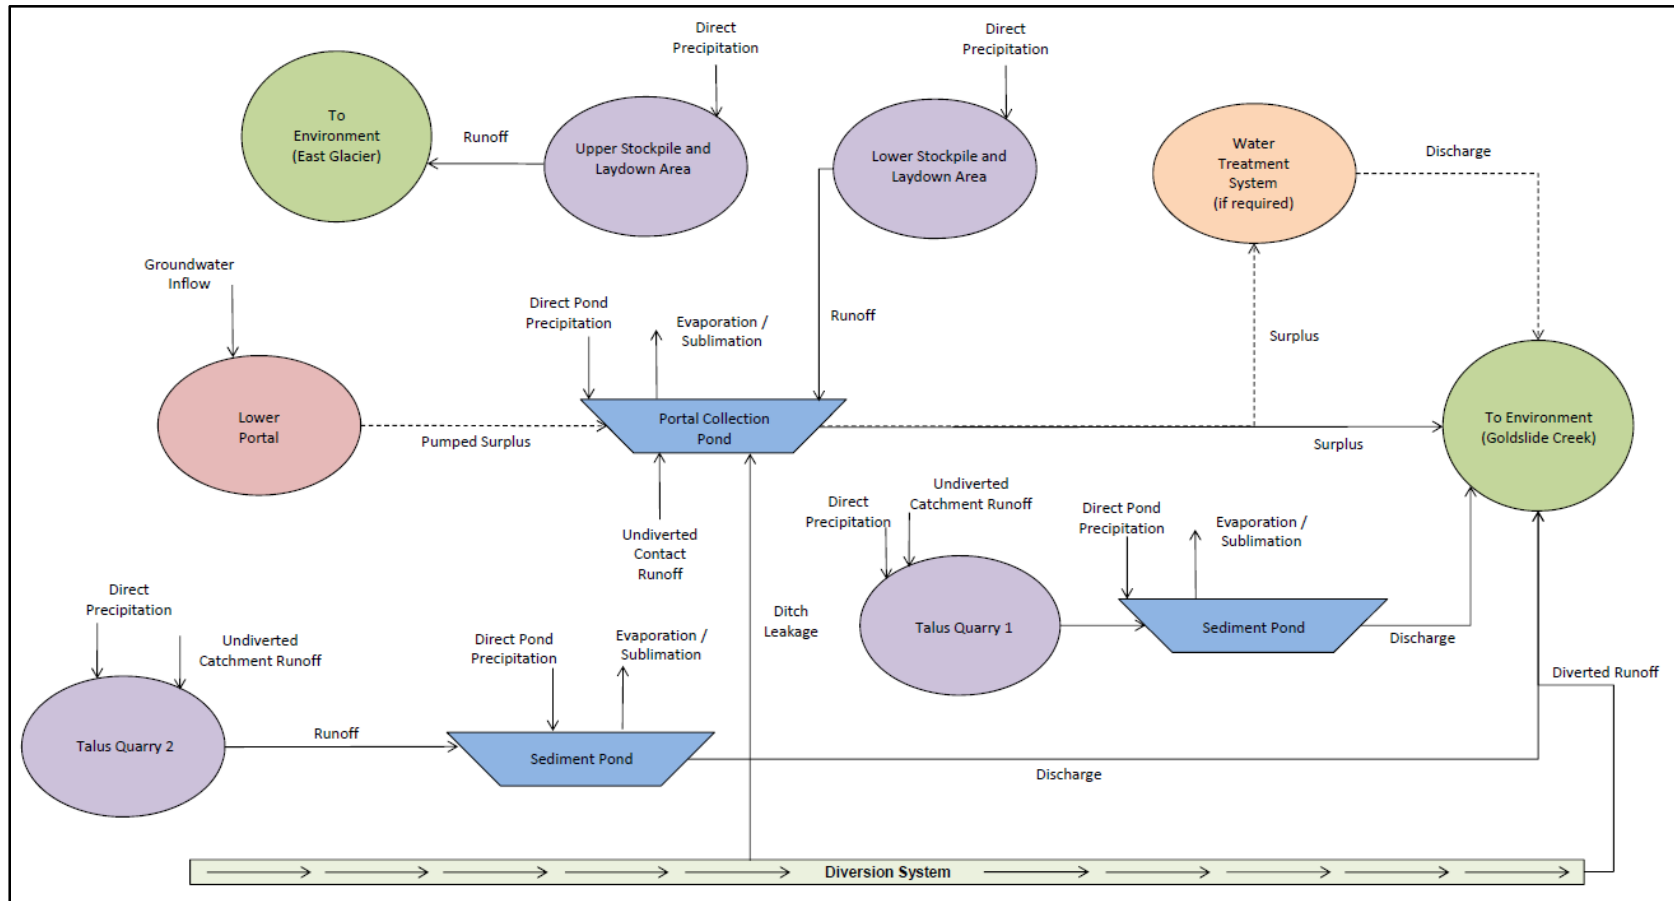 Direct
Precipitation
Direct
Precipitation
To
Environment
(East Glacier)
Runoff
Upper Stockpile and
Laydown Area
Lower Stockpile and
Laydown Area
Water
Treatment
System
(if required)
Discharge
Groundwater
Inflow
Direct Pond
Precipitation
Evaporation /
Sublimation
Runoff
Surplus
Lower
Portal
Pumped Surplus
Portal Collection
Pond
Surplus
To Environment
(Goldslide Creek)
Undiverted
Contact
Runoff
Direct
Precipitation
Undiverted
Catchment Runoff
Direct Pond
Precipitation
Evaporation /
Sublimation
Ditch
Leakage
Talus Quarry 1
Sediment Pond
Discharge
Diverted Runoff
Direct
Precipitation
Undiverted
Catchment Runoff
Direct Pond
Precipitation
Evaporation /
Sublimation
Talus Quarry 2
Runoff
Sediment Pond
Discharge
Diversion System